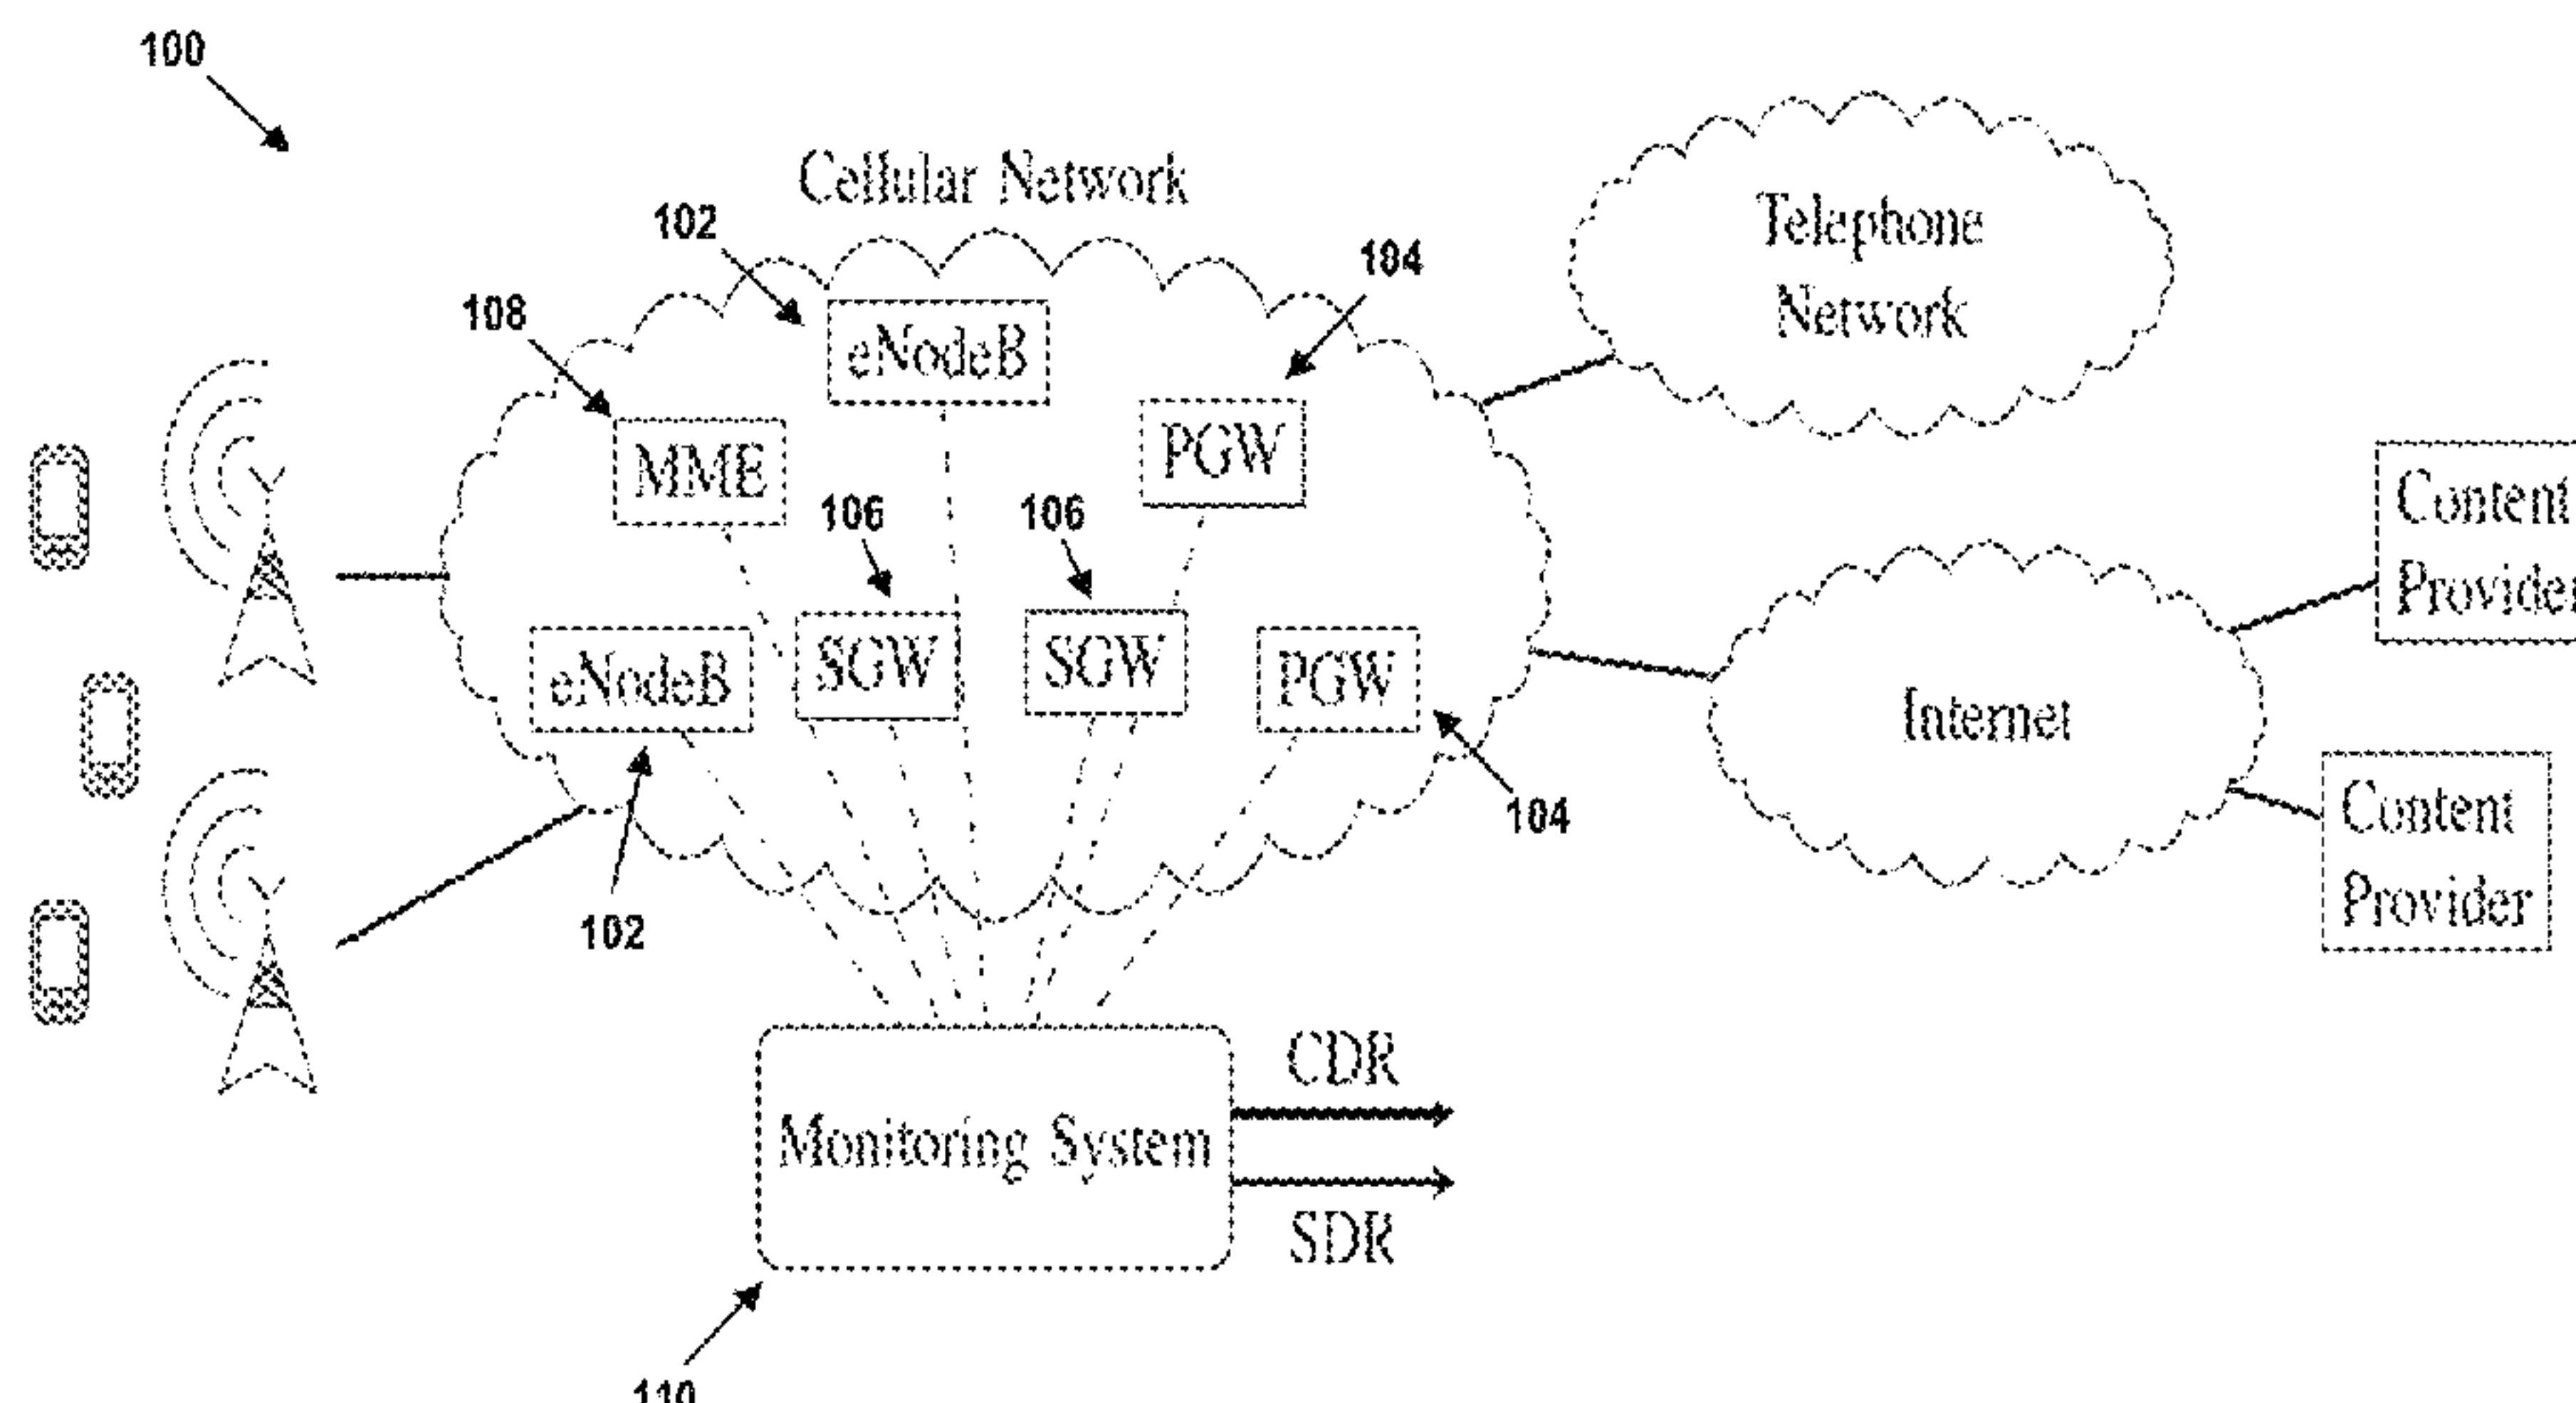 100
Cellular Network
102
104
108
eNodeB
Telephone
Network
MME
PGW
106
106
Content
Provider
eNodeB
SGW
SGW
PGW
Internet
104
102
Content
Provider
Monitoring System
CDR
SDR
110